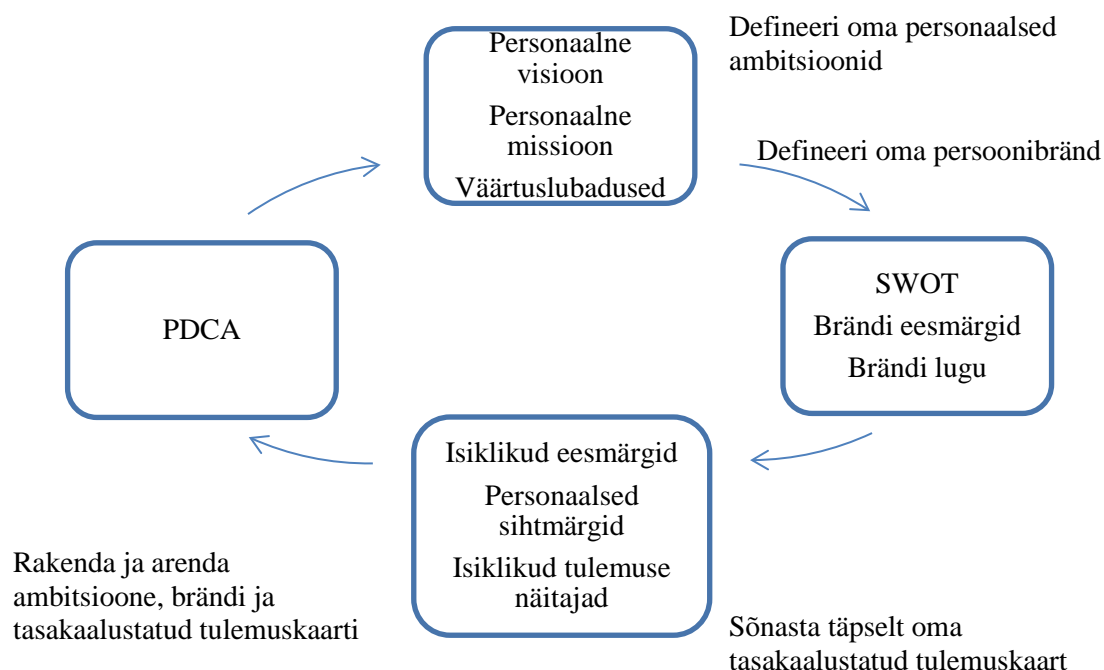 Personaalne
visioon
Personaalne
missioon
Väärtuslubadused
Defineeri oma personaalsed
ambitsioonid
Defineeri oma persoonibränd
SWOT
Brändi eesmärgid
Brändi lugu
PDCA
Isiklikud eesmärgid
Personaalsed
sihtmärgid
Isiklikud tulemuse
näitajad
Rakenda ja arenda
ambitsioone, brändi ja
tasakaalustatud tulemuskaarti
Sõnasta täpselt oma
tasakaalustatud tulemuskaart